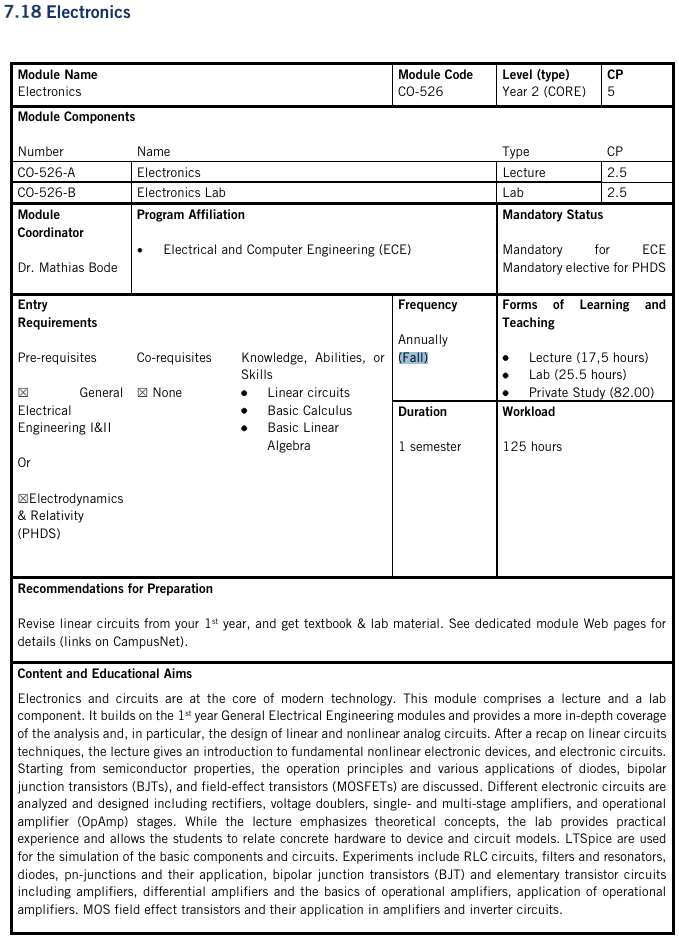 7.18 Electronics
Module Name
Electronics
Module Code
CO-526
Level (type)
Year 2 (CORE)
CP
5
Module Components
Number Name Type CP
CO-526-A Electronics Lecture 2.5
CO-526-B Electronics Lab Lab 2.5
Module
Coordinator
Dr. Mathias Bode
Program Affiliation
• Electrical and Computer Engineering (ECE)
Mandatory Status
Mandatory for ECE
Mandatory elective for PHDS
Entry
Requirements
Pre-requisites
☒ General
Electrical
Engineering I&II
Or
☒Electrodynamics
& Relativity
(PHDS)
Co-requisites
☒ None
Knowledge, Abilities, or
Skills
• Linear circuits
• Basic Calculus
• Basic Linear
Algebra
Frequency
Annually
(Fall)
Forms of Learning and
Teaching
• Lecture (17,5 hours)
• Lab (25.5 hours)
• Private Study (82.00)
Duration
1 semester
Workload
125 hours
Recommendations for Preparation
Revise linear circuits from your 1st year, and get textbook & lab material. See dedicated module Web pages for
details (links on CampusNet).
Content and Educational Aims
Electronics and circuits are at the core of modern technology. This module comprises a lecture and a lab
component. It builds on the 1st year General Electrical Engineering modules and provides a more in-depth coverage
of the analysis and, in particular, the design of linear and nonlinear analog circuits. After a recap on linear circuits
techniques, the lecture gives an introduction to fundamental nonlinear electronic devices, and electronic circuits.
Starting from semiconductor properties, the operation principles and various applications of diodes, bipolar
junction transistors (BJTs), and field-effect transistors (MOSFETs) are discussed. Different electronic circuits are
analyzed and designed including rectifiers, voltage doublers, single- and multi-stage amplifiers, and operational
amplifier (OpAmp) stages. While the lecture emphasizes theoretical concepts, the lab provides practical
experience and allows the students to relate concrete hardware to device and circuit models. LTSpice are used
for the simulation of the basic components and circuits. Experiments include RLC circuits, filters and resonators,
diodes, pn-junctions and their application, bipolar junction transistors (BJT) and elementary transistor circuits
including amplifiers, differential amplifiers and the basics of operational amplifiers, application of operational
amplifiers. MOS field effect transistors and their application in amplifiers and inverter circuits.